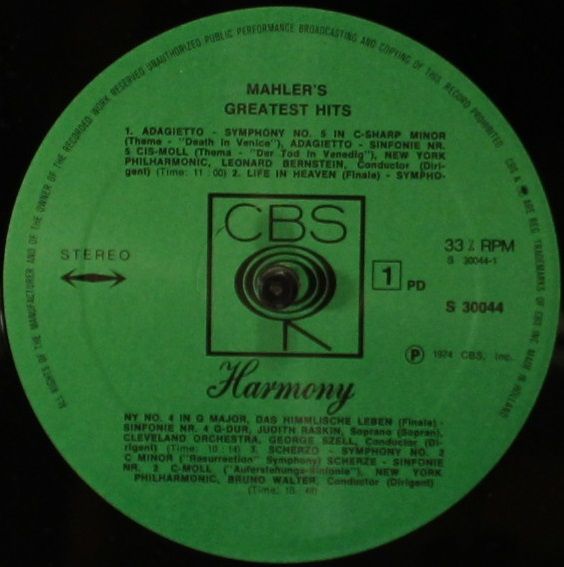 ALL RIGHTS OF THE MANUFACTURER AND OF THE OWNER OF THE RECORDED WORK RESERVED UNAUTHORIZED PUBLIC PERFORMANCE BROADCASTING AND COPYING OF THIS RECORD PROHIBITED
CBS & ARE REG. TRADEMARKS OF CBS INC. MADE IN HOLLAND
MAHLER'S
GREATEST HITS
1. ADAGIETTO - SYMPHONY NO. 5 IN C-SHARP MINOR
(Theme - "Death in Venice"), ADAGIETTO - SINFONIE NR.
5 CIS-MOLL (Thema - "Der Tod in Venedig"), NEW YORK
PHILHARMONIC, LEONARD BERNSTEIN, Conductor (Diri-
gent) (Time: 11 : 00) 2. LIFE IN HEAVEN (Finale) - SYMPHO-
CBS
STEREO
33 ⅓ RPM
S 30044-1
1 PD
S 30044
Ⓟ 1974 CBS, Inc.
Harmony
NY NO. 4 IN G MAJOR, DAS HIMMLISCHE LEBEN (Finale) -
SINFONIE NR. 4 G-DUR, JUDITH RASKIN, Soprano (Sopran),
CLEVELAND ORCHESTRA, GEORGE SZELL, Conductor (Di-
rigent) (Time: 14) 3. SCHERZO - SYMPHONY NO. 2
C MINOR ("Resurrection" Symphony) SCHERZE - SINFONIE
NR. 2 C-MOLL ("Auferstehungs-Sinfonie"), NEW YORK
PHILHARMONIC, BRUNO WALTER, Conductor (Dirigent)
(Time: 10